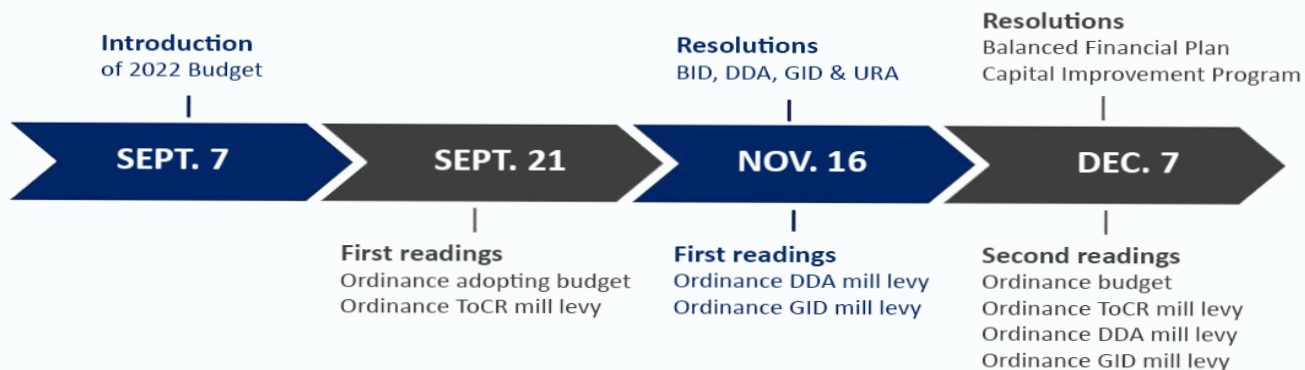 Introduction
of 2022 Budget
SEPT. 7
SEPT. 21
First readings
Ordinance adopting budget
Ordinance ToCR mill levy
Resolutions
BID, DDA, GID & URA
NOV. 16
First readings
Ordinance DDA mill levy
Ordinance GID mill levy
Resolutions
Balanced Financial Plan
Capital Improvement Program
DEC. 7
Second readings
Ordinance budget
Ordinance ToCR mill levy
Ordinance DDA mill levy
Ordinance GID mill levy